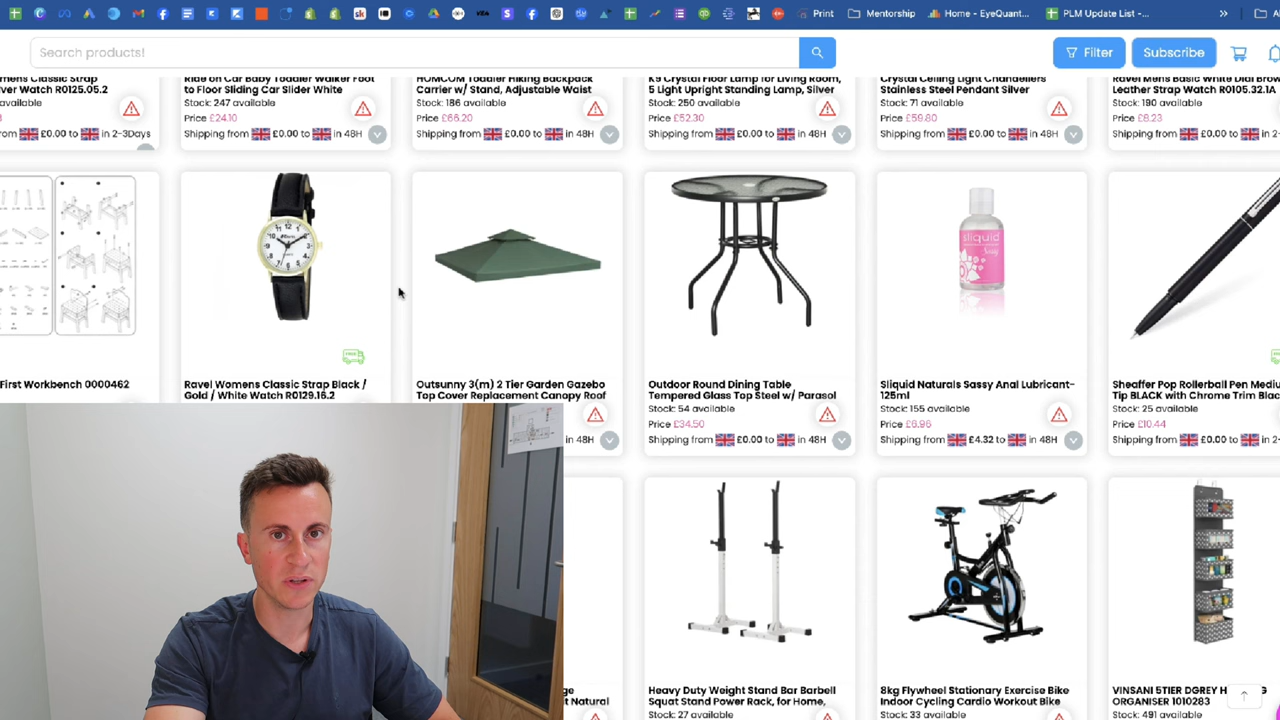 Print
Mentorship
Home - EyeQuant...
PLM Update List -...
»
Search products!
Filter
Subscribe
mens Classic Strap
ver Watch R0125.05.2
available
rom £0.00 to in 2-3Days
Ride on Car Baby Toddler Walker Foot
to Floor Sliding Car Slider White
Stock: 247 available
Price £24.10
Shipping from £0.00 to in 48H
HOMCOM Toddler Hiking Backpack
Carrier w/ Stand, Adjustable Waist
Stock: 186 available
Price £66.20
Shipping from £0.00 to in 48H
K9 Crystal Floor Lamp for Living Room,
5 Light Upright Standing Lamp, Silver
Stock: 250 available
Price £52.30
Shipping from £0.00 to in 48H
Crystal Ceiling Light Chandeliers
Stainless Steel Pendant Silver
Stock: 71 available
Price £59.80
Shipping from £0.00 to in 48H
Ravel Mens Basic White Dial Brow
Leather Strap Watch R0105.32.1A
Stock: 190 available
Price £8.23
Shipping from £0.00 to in 2-
First Workbench 0000462
Ravel Womens Classic Strap Black /
Gold / White Watch R0129.16.2
Outsunny 3(m) 2 Tier Garden Gazebo
Top Cover Replacement Canopy Roof
in 48H
Outdoor Round Dining Table
Tempered Glass Top Steel w/ Parasol
Stock: 54 available
Price £34.50
Shipping from £0.00 to in 48H
sliquid
Sassy
Sliquid Naturals Sassy Anal Lubricant-
125ml
Stock: 155 available
Price £6.96
Shipping from £4.32 to in 48H
Sheaffer Pop Rollerball Pen Mediu
Tip BLACK with Chrome Trim Blac
Stock: 25 available
Price £10.44
Shipping from £0.00 to in 2-
ge
t Natural
Heavy Duty Weight Stand Bar Barbell
Squat Stand Power Rack, for Home,
Stock: 27 available
8kg Flywheel Stationary Exercise Bike
Indoor Cycling Cardio Workout Bike
Stock: 33 available
VINSANI 5TIER DGREY H G
ORGANISER 1010283
Stock: 491 available